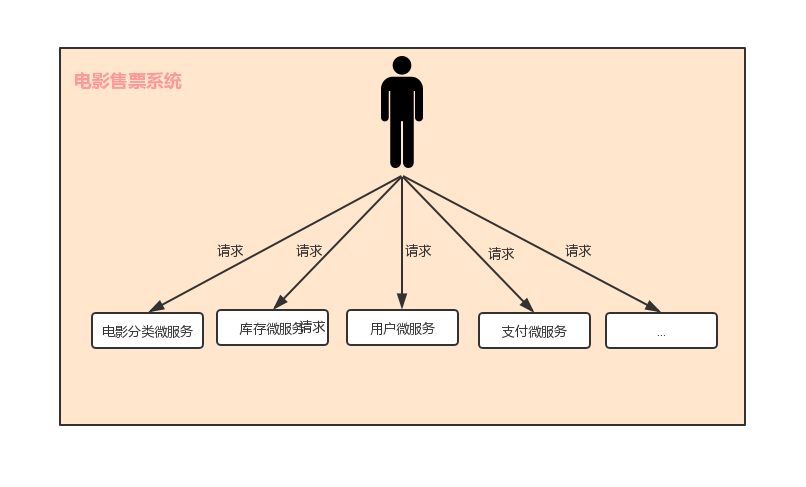 电影售票系统
请求
请求
请求
请求
请求
电影分类微服务
库存微服务
请求
用户微服务
支付微服务
...